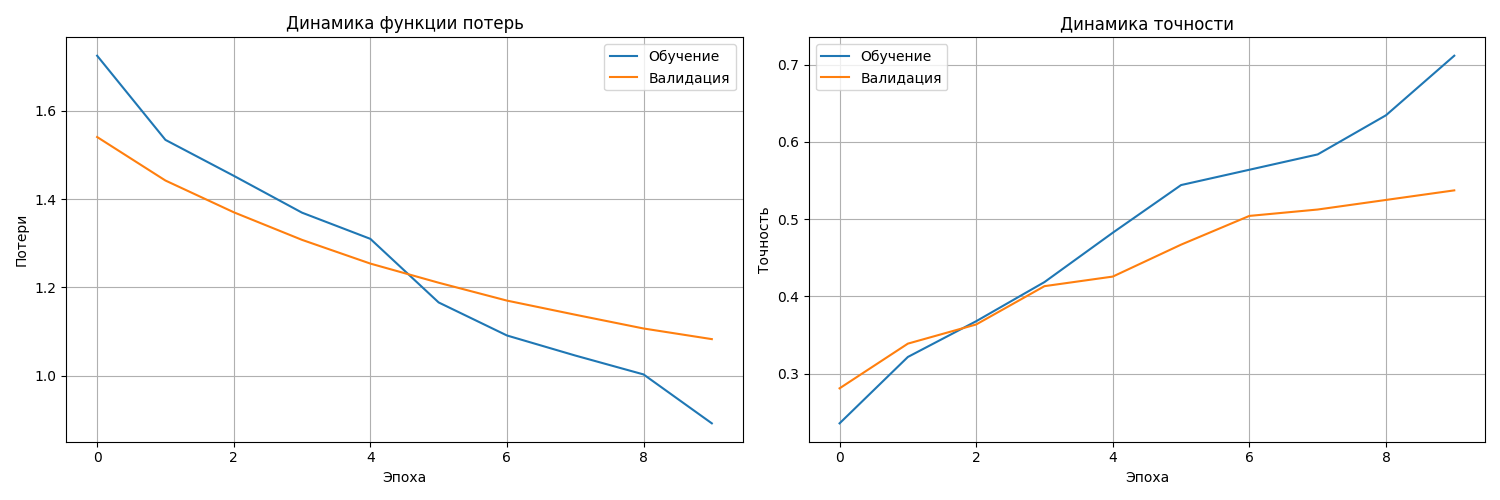 Динамика функции потерь
Обучение
Валидация
1.6
1.4
1.2
1.0
Потери
0
2
4
6
8
Эпоха
Динамика точности
Обучение
Валидация
0.7
0.6
0.5
0.4
0.3
Точность
0
2
4
6
8
Эпоха